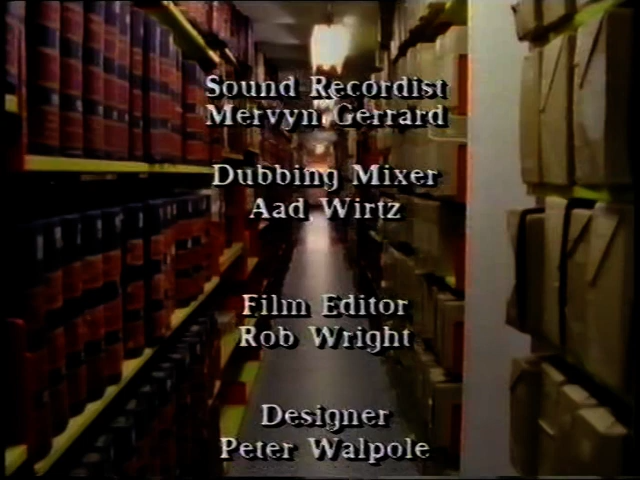 Sound Recordist
Mervyn Gerrard
Dubbing Mixer
Aad Wirtz
Film Editor
Rob Wright
Designer
Peter Walpole